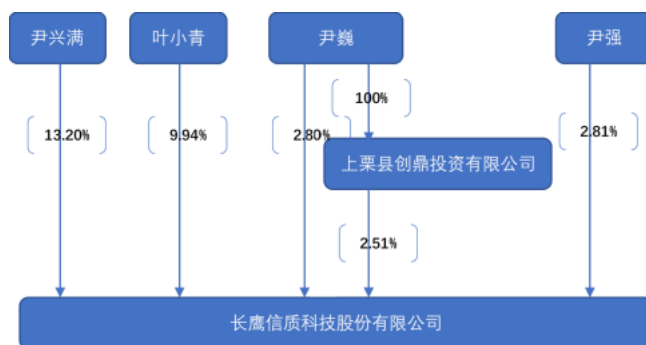 尹兴满
叶小青
尹巍
尹强
100%
13.20%
9.94%
2.80%
2.81%
上栗县创鼎投资有限公司
2.51%
长鹰信质科技股份有限公司